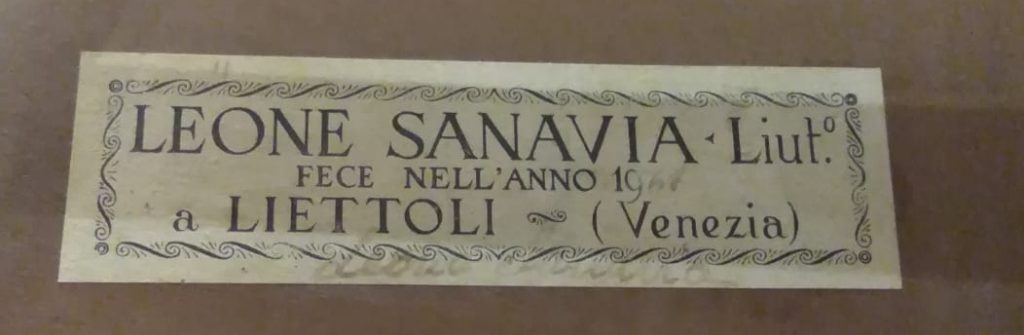 LEONE SANAVIA · Liut.º
FECE NELL'ANNO 19
a LIETTOLI ~ (Venezia)